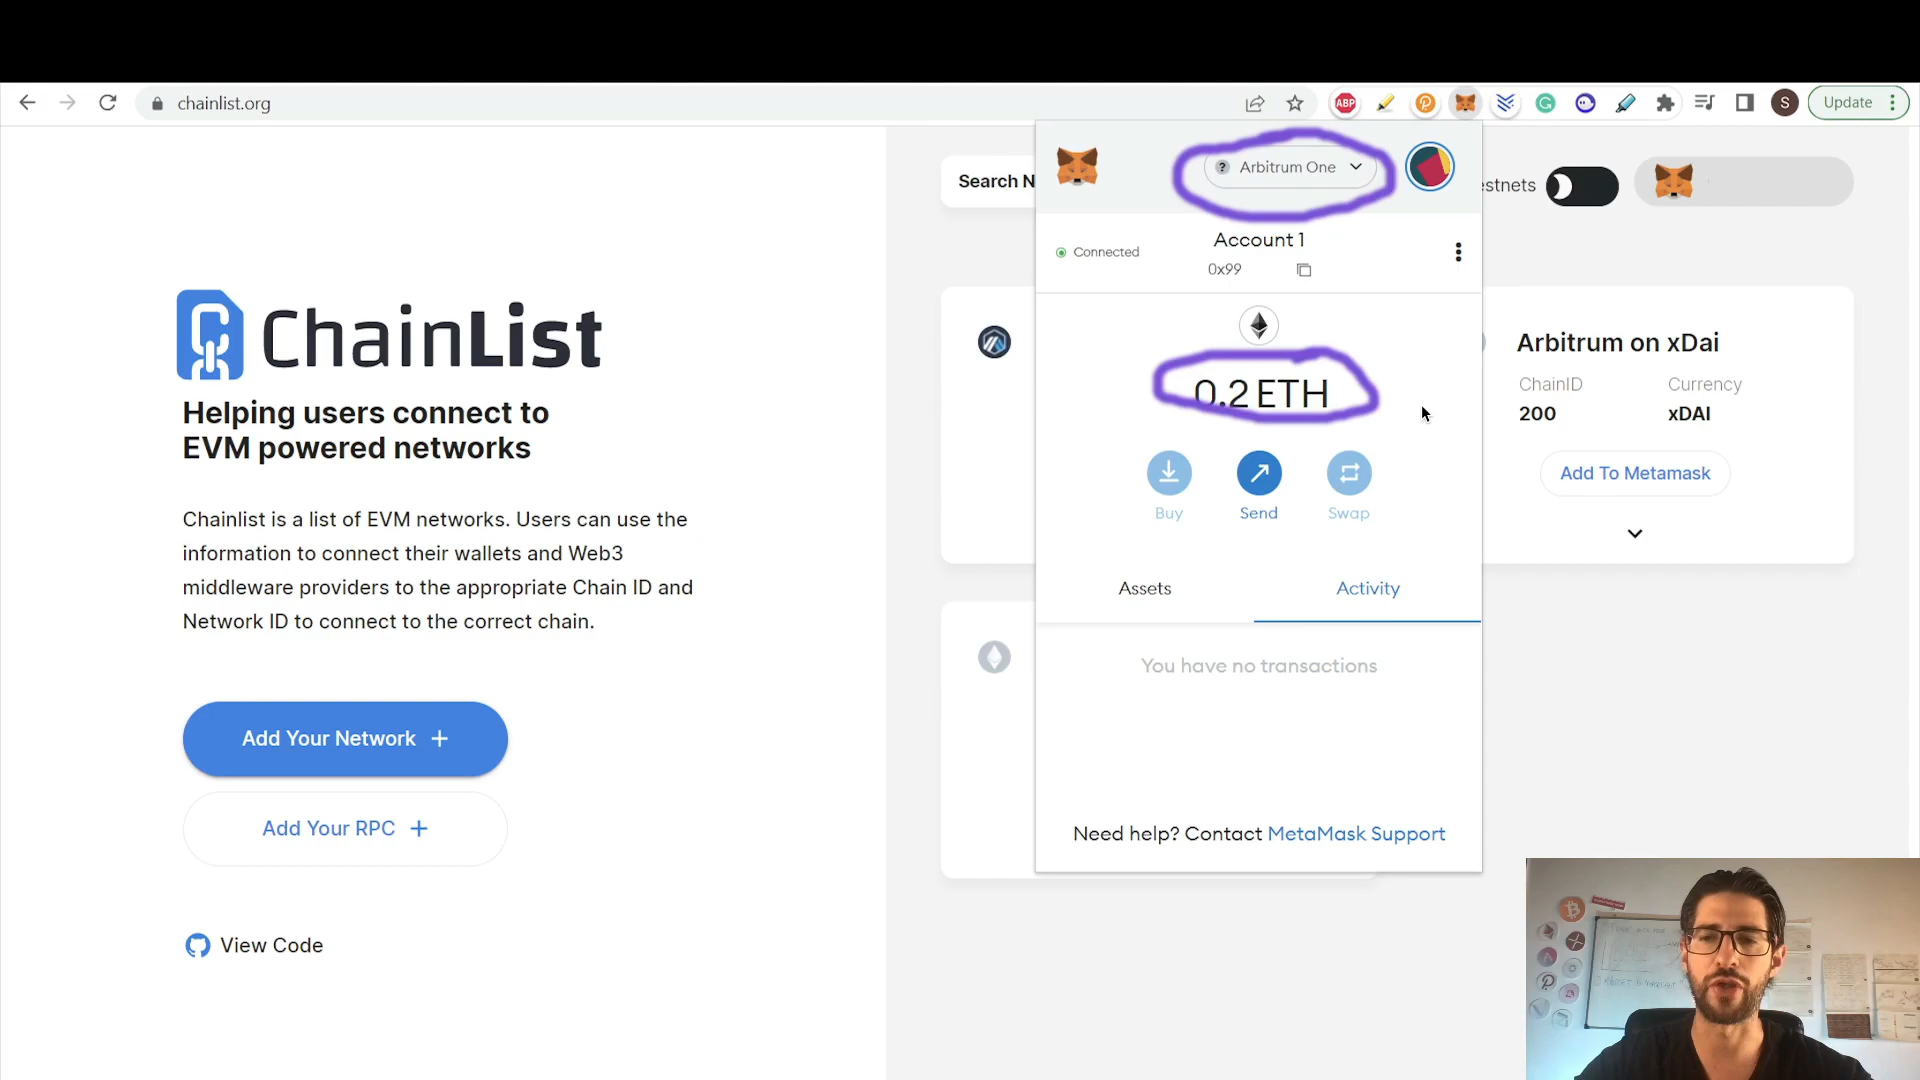 chainlist.org
ABP
S
Update
Search N
Arbitrum One
stnets
Connected
Account 1
0x99
ChainList
Helping users connect to
EVM powered networks
0.2 ETH
Arbitrum on xDai
ChainID
Currency
200
xDAI
Add To Metamask
Buy
Send
Swap
Chainlist is a list of EVM networks. Users can use the
information to connect their wallets and Web3
middleware providers to the appropriate Chain ID and
Network ID to connect to the correct chain.
Assets
Activity
You have no transactions
Add Your Network +
Add Your RPC +
Need help? Contact MetaMask Support
View Code